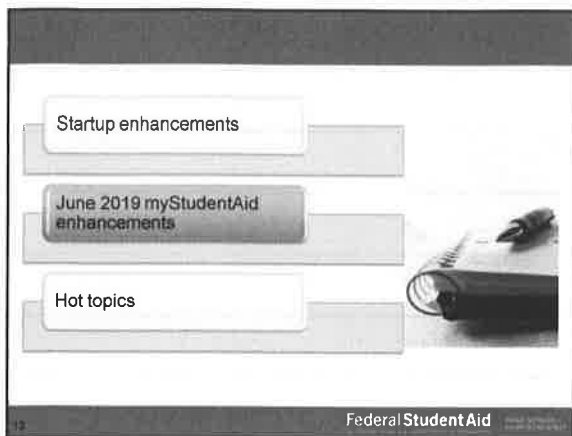 Startup enhancements
June 2019 myStudentAid
enhancements
Hot topics
Federal Student Aid